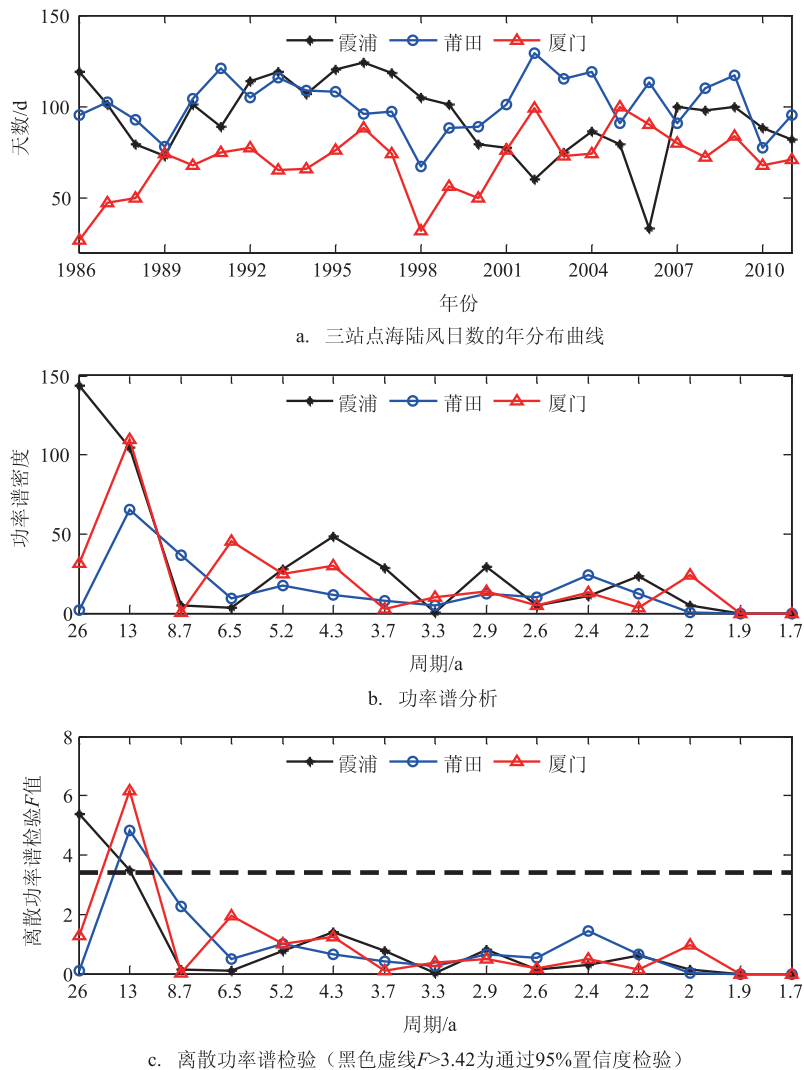 150
100
50
天数/d
霞浦 莆田 厦门
1986 1989 1992 1995 1998 2001 2004 2007 2010
年份
a. 三站点海陆风日数的年分布曲线
150
100
50
0
功率谱密度
霞浦 莆田 厦门
26 13 8.7 6.5 5.2 4.3 3.7 3.3 2.9 2.6 2.4 2.2 2 1.9 1.7
周期/a
b. 功率谱分析
8
6
4
2
0
离散功率谱检验F值
霞浦 莆田 厦门
26 13 8.7 6.5 5.2 4.3 3.7 3.3 2.9 2.6 2.4 2.2 2 1.9 1.7
周期/a
c. 离散功率谱检验（黑色虚线F>3.42为通过95%置信度检验）